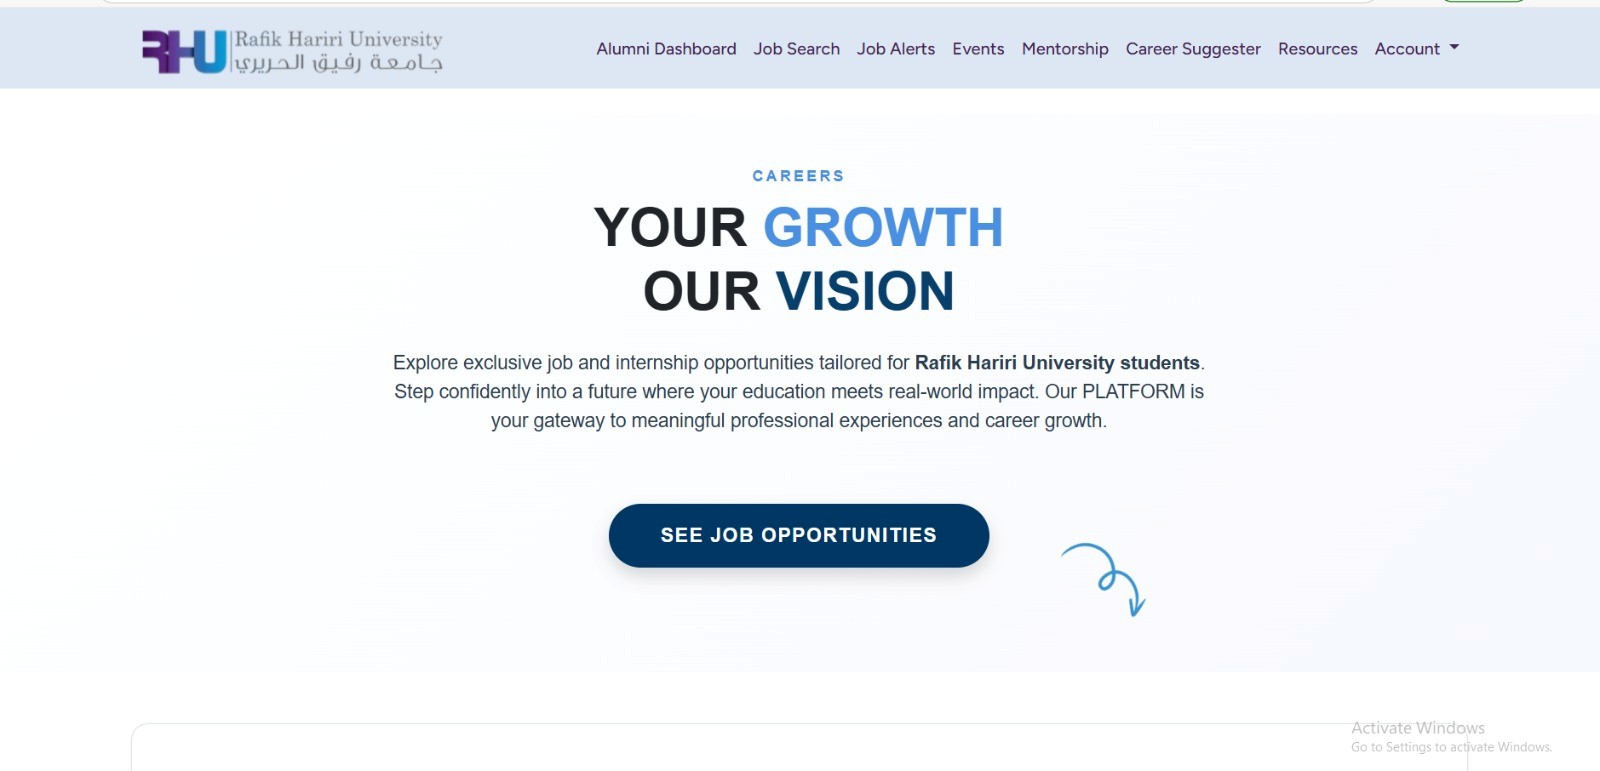 RHU
Rafik Hariri University
جامعة رفيق الحريري
Alumni Dashboard Job Search Job Alerts Events Mentorship Career Suggester Resources Account
CAREERS
YOUR GROWTH
OUR VISION
Explore exclusive job and internship opportunities tailored for Rafik Hariri University students.
Step confidently into a future where your education meets real-world impact. Our PLATFORM is
your gateway to meaningful professional experiences and career growth.
SEE JOB OPPORTUNITIES
Activate Windows
Go to Settings to activate Windows.